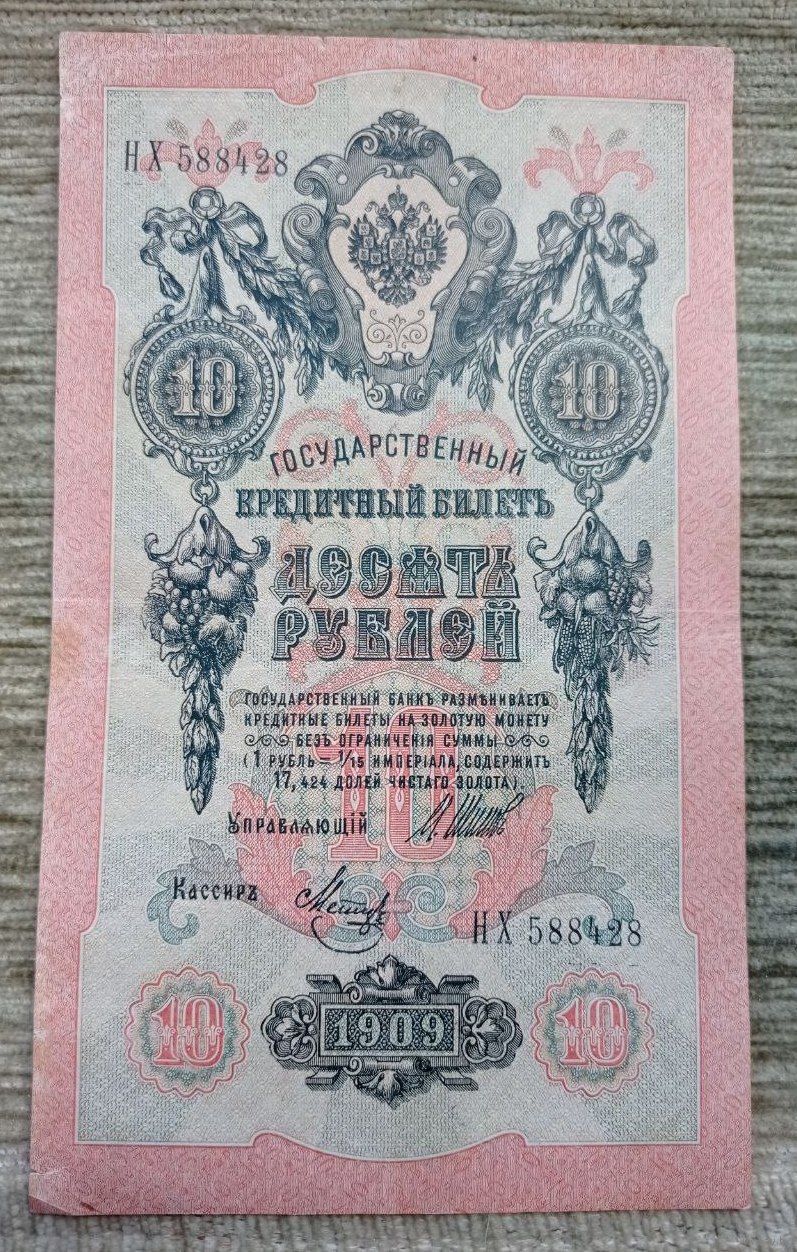 НХ 588428
10 10
ГОСУДАРСТВЕННЫЙ
КРЕДИТНЫЙ БИЛЕТЪ
ДЕСЯТЬ
РУБЛЕЙ
ГОСУДАРСТВЕННЫЙ БАНКЪ РАЗМѢНИВАЕТЪ
КРЕДИТНЫЕ БИЛЕТЫ НА ЗОЛОТУЮ МОНЕТУ
БЕЗЪ ОГРАНИЧЕНІЯ СУММЫ
(1 РУБЛЬ = 1/15 ИМПЕРІАЛА, СОДЕРЖИТЪ
17,424 ДОЛЕЙ ЧИСТАГО ЗОЛОТА).
10
УПРАВЛЯЮЩІЙ
КАССИРЪ
НХ 588428
10 1909 10